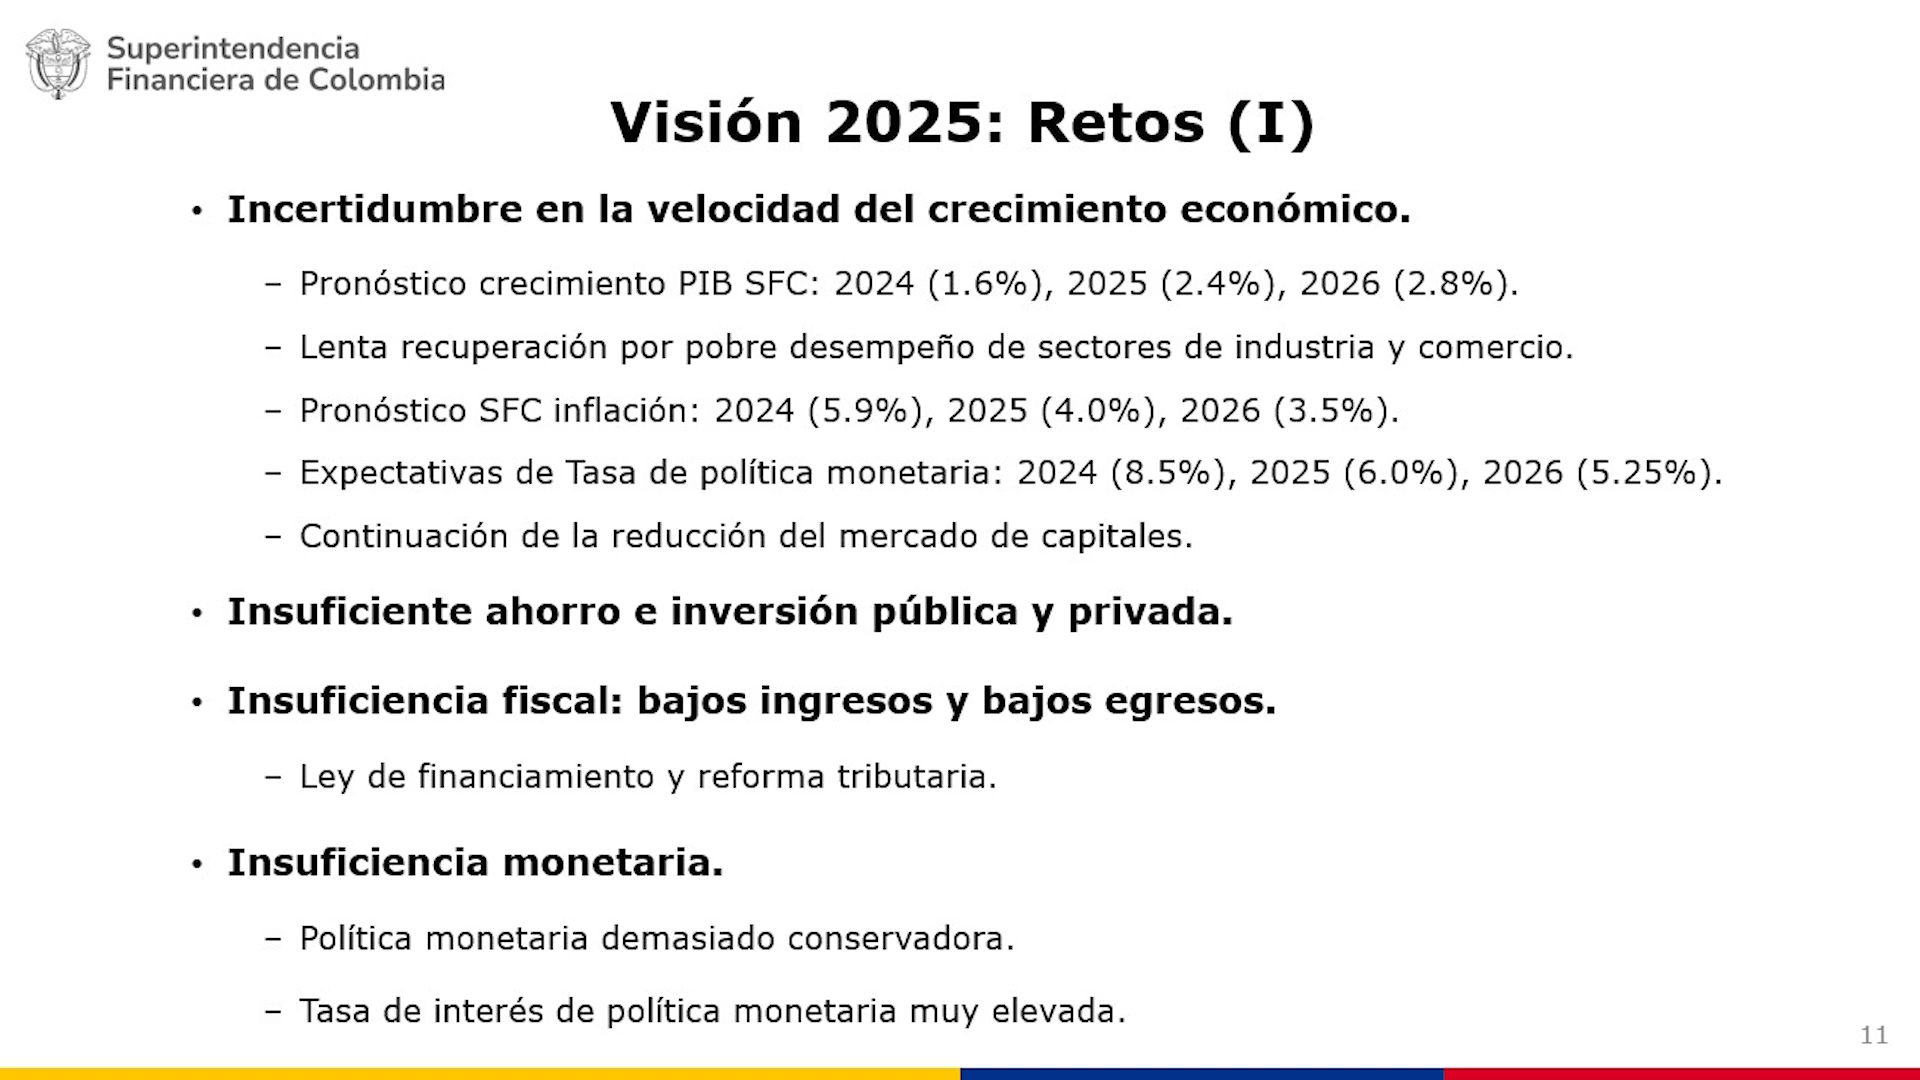 Superintendencia
Financiera de Colombia
Visión 2025: Retos (I)
• Incertidumbre en la velocidad del crecimiento económico.
– Pronóstico crecimiento PIB SFC: 2024 (1.6%), 2025 (2.4%), 2026 (2.8%).
– Lenta recuperación por pobre desempeño de sectores de industria y comercio.
– Pronóstico SFC inflación: 2024 (5.9%), 2025 (4.0%), 2026 (3.5%).
– Expectativas de Tasa de política monetaria: 2024 (8.5%), 2025 (6.0%), 2026 (5.25%).
– Continuación de la reducción del mercado de capitales.
• Insuficiente ahorro e inversión pública y privada.
• Insuficiencia fiscal: bajos ingresos y bajos egresos.
– Ley de financiamiento y reforma tributaria.
• Insuficiencia monetaria.
– Política monetaria demasiado conservadora.
– Tasa de interés de política monetaria muy elevada.
11